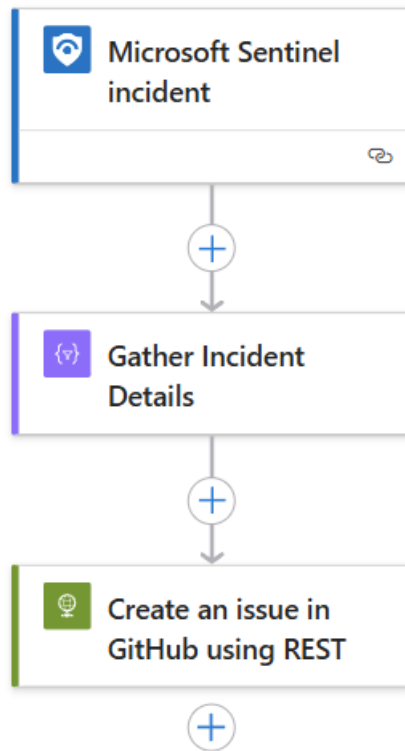 Microsoft Sentinel
incident
Gather Incident
Details
Create an issue in
GitHub using REST